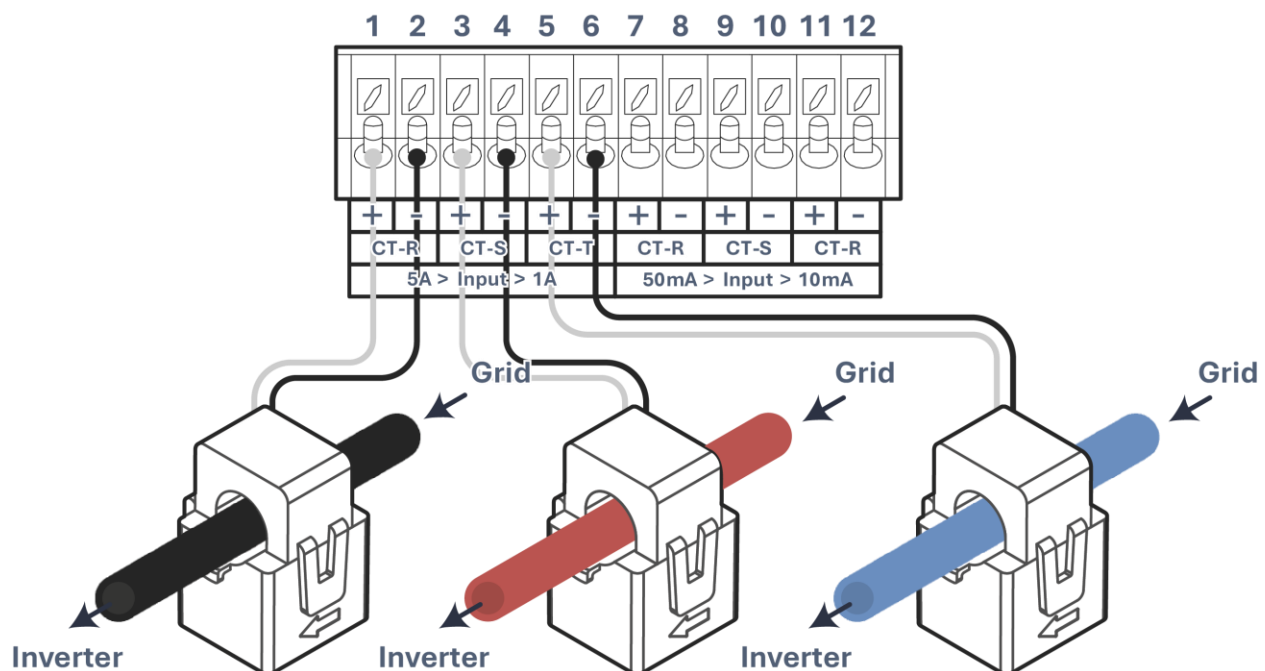 1 2 3 4 5 6 7 8 9 10 11 12
+ - + - + - + - + - + -
CT-R CT-S CT-T CT-R CT-S CT-R
5A > Input > 1A 50mA > Input > 10mA
Grid Grid Grid
Inverter Inverter Inverter